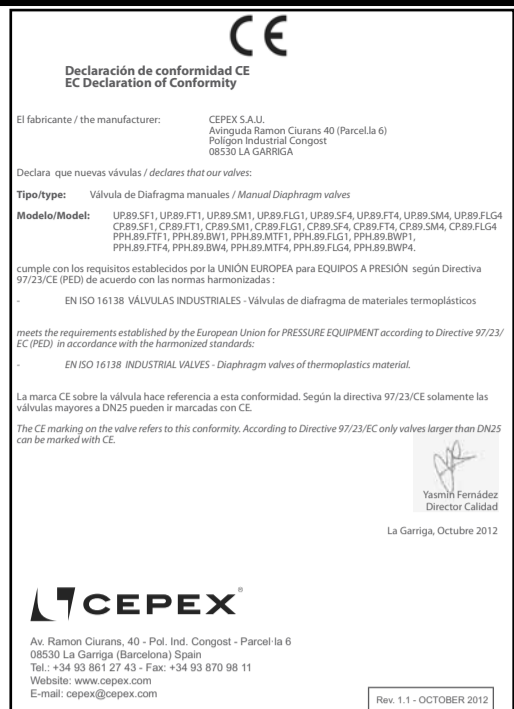 CE
Declaración de conformidad CE
EC Declaration of Conformity
El fabricante / the manufacturer: CEPEX S.A.U.
Avinguda Ramon Ciurans 40 (Parcel.la 6)
Polígon Industrial Congost
08530 LA GARRIGA
Declara que nuevas vávulas / declares that our valves:
Tipo/type: Válvula de Diafragma manuales / Manual Diaphragm valves
Modelo/Model: UP.89.SF1, UP.89.FT1, UP.89.SM1, UP.89.FLG1, UP.89.SF4, UP.89.FT4, UP.89.SM4, UP.89.FLG4
CP.89.SF1, CP.89.FT1, CP.89.SM1, CP.89.FLG1, CP.89.SF4, CP.89.FT4, CP.89.SM4, CP.89.FLG4
PPH.89.FTF1, PPH.89.BW1, PPH.89.MTF1, PPH.89.FLG1, PPH.89.BWP1,
PPH.89.FTF4, PPH.89.BW4, PPH.89.MTF4, PPH.89.FLG4, PPH.89.BWP4.
cumple con los requisitos establecidos por la UNIÓN EUROPEA para EQUIPOS A PRESIÓN según Directiva
97/23/CE (PED) de acuerdo con las normas harmonizadas :
- EN ISO 16138 VÁLVULAS INDUSTRIALES - Válvulas de diafragma de materiales termoplásticos
meets the requirements established by the European Union for PRESSURE EQUIPMENT according to Directive 97/23/
EC (PED) in accordance with the harmonized standards:
- EN ISO 16138 INDUSTRIAL VALVES - Diaphragm valves of thermoplastics material.
La marca CE sobre la válvula hace referencia a esta conformidad. Según la directiva 97/23/CE solamente las
válvulas mayores a DN25 pueden ir marcadas con CE.
The CE marking on the valve refers to this conformity. According to Directive 97/23/EC only valves larger than DN25
can be marked with CE.
Yasmin Fernádez
Director Calidad
La Garriga, Octubre 2012
CEPEX®
Av. Ramon Ciurans, 40 - Pol. Ind. Congost - Parcel·la 6
08530 La Garriga (Barcelona) Spain
Tel.: +34 93 861 27 43 - Fax: +34 93 870 98 11
Website: www.cepex.com
E-mail: cepex@cepex.com
Rev. 1.1 - OCTOBER 2012